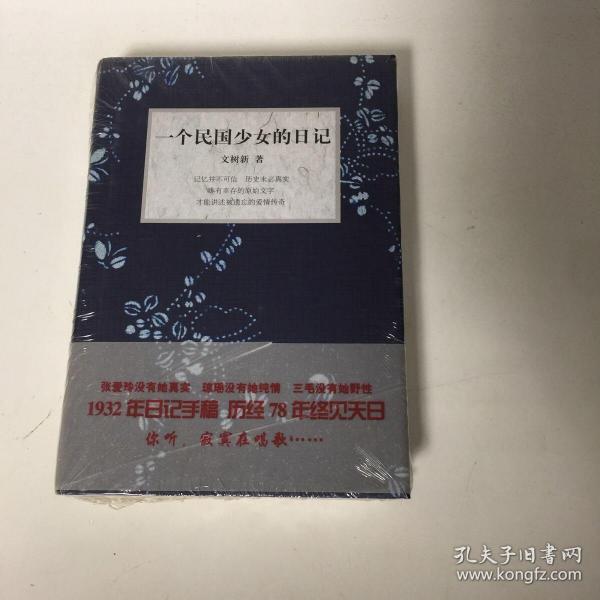 一个民国少女的日记
文树新 著
记忆并不可信 历史未必真实
唯有幸存的原始文字
才能讲述被遗忘的爱情传奇
张爱玲没有她真实 琼瑶没有她纯情 三毛没有她野性
1932年日记手稿 历经78年终见天日
你听，寂寞在唱歌……
孔夫子旧书网
www.kongfz.com